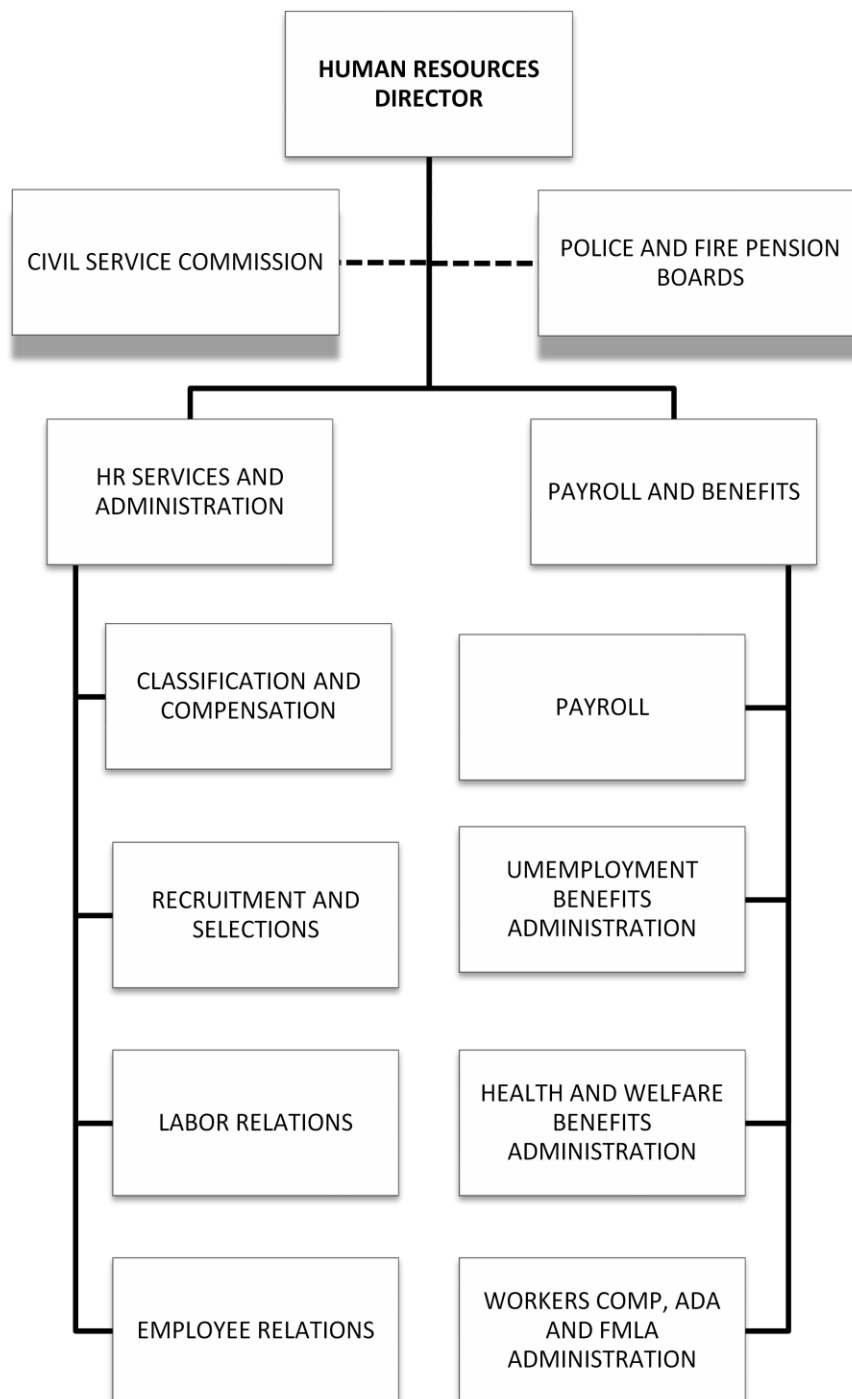 HUMAN RESOURCES
DIRECTOR
CIVIL SERVICE COMMISSION
POLICE AND FIRE PENSION
BOARDS
HR SERVICES AND
ADMINISTRATION
PAYROLL AND BENEFITS
CLASSIFICATION AND
COMPENSATION
PAYROLL
RECRUITMENT AND
SELECTIONS
UMEMPLOYMENT
BENEFITS
ADMINISTRATION
LABOR RELATIONS
HEALTH AND WELFARE
BENEFITS
ADMINISTRATION
EMPLOYEE RELATIONS
WORKERS COMP, ADA
AND FMLA
ADMINISTRATION